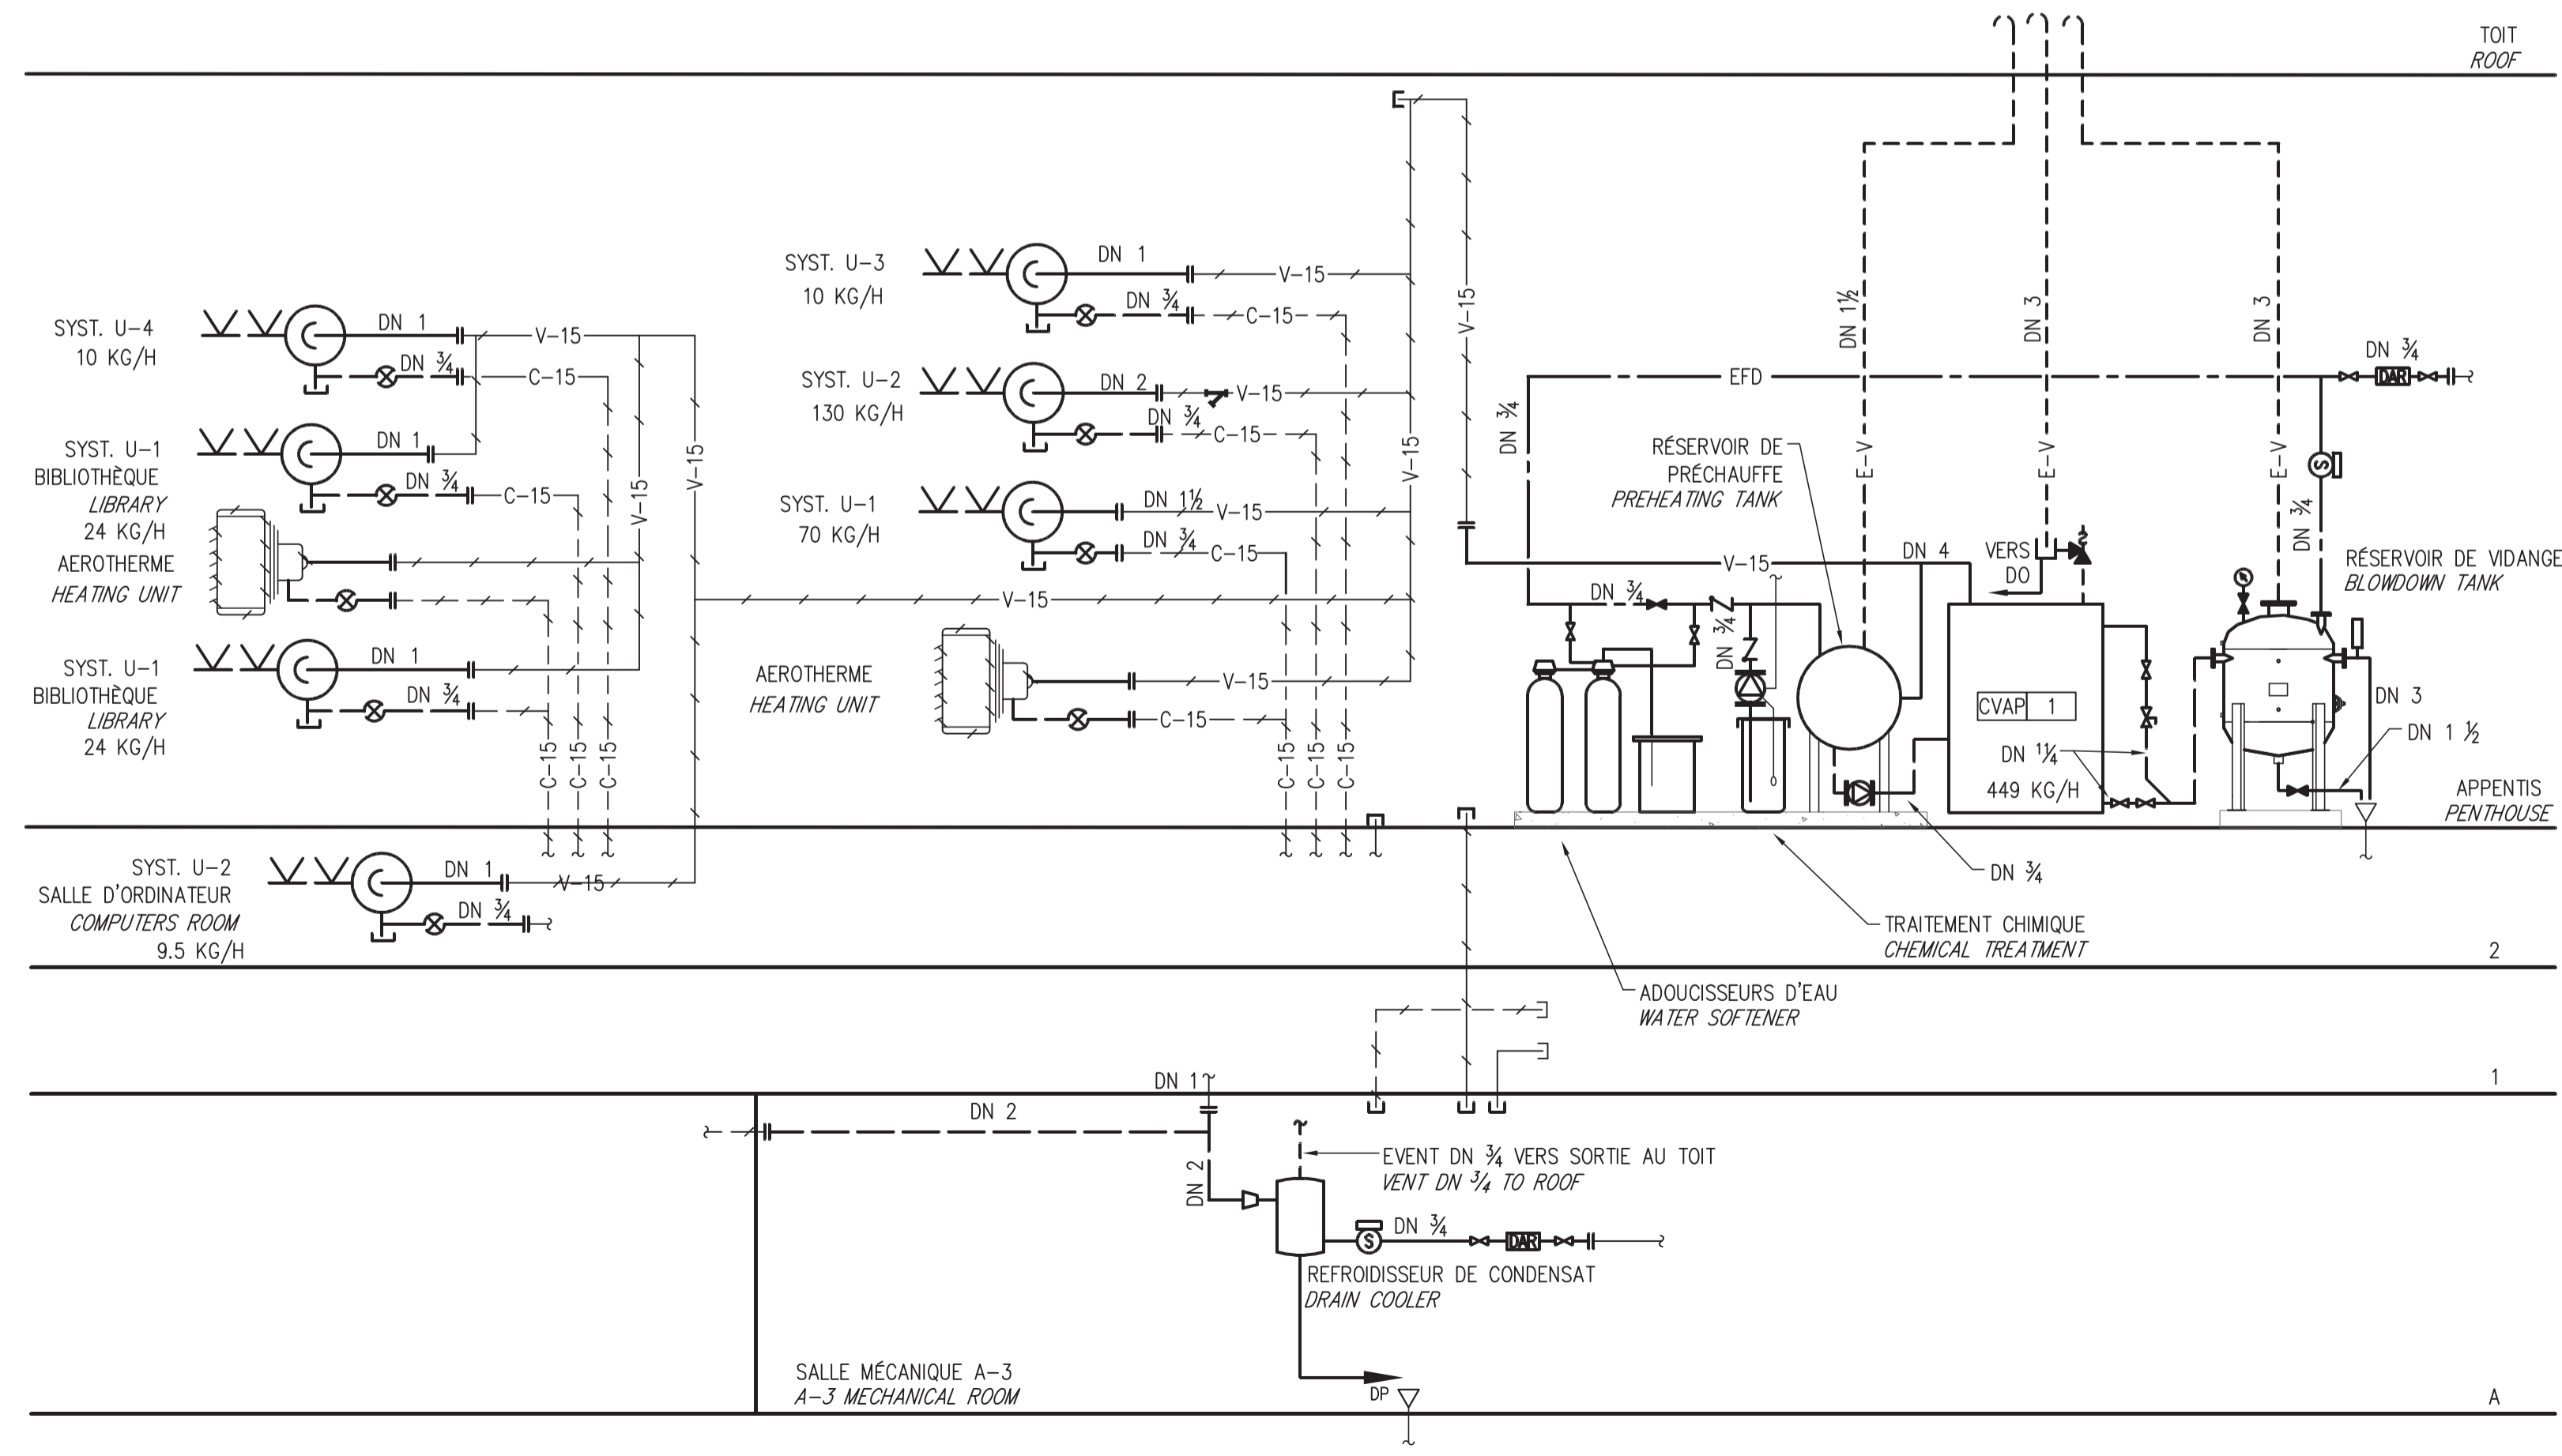 TOIT
ROOF
SYST. U-4
10 KG/H
DN 1
V-15
DN ¾
C-15
SYST. U-1
BIBLIOTHÈQUE
LIBRARY
24 KG/H
DN 1
DN ¾
C-15
AEROTHERME
HEATING UNIT
SYST. U-1
BIBLIOTHÈQUE
LIBRARY
24 KG/H
DN 1
DN ¾
C-15
C-15
C-15
V-15
V-15
SYST. U-2
SALLE D'ORDINATEUR
COMPUTERS ROOM
9.5 KG/H
DN 1
V-15
DN ¾
SYST. U-3
10 KG/H
DN 1
V-15
DN ¾
C-15
SYST. U-2
130 KG/H
DN 2
V-15
DN ¾
C-15
SYST. U-1
70 KG/H
DN 1½
V-15
DN ¾
C-15
V-15
AEROTHERME
HEATING UNIT
V-15
C-15
C-15
C-15
C-15
V-15
V-15
DN ¾
EFD
DN 1½
E-V
DN 3
E-V
DN 3
E-V
DN ¾
DAR
S
DN ¾
RÉSERVOIR DE
PRÉCHAUFFE
PREHEATING TANK
V-15
DN 4
VERS
DO
DN ¾
DN ¾
RÉSERVOIR DE VIDANGE
BLOWDOWN TANK
CVAP 1
DN 1¼
449 KG/H
DN 3
DN 1 ½
APPENTIS
PENTHOUSE
DN ¾
TRAITEMENT CHIMIQUE
CHEMICAL TREATMENT
2
ADOUCISSEURS D'EAU
WATER SOFTENER
1
DN 1
DN 2
DN 2
EVENT DN ¾ VERS SORTIE AU TOIT
VENT DN ¾ TO ROOF
S
DN ¾
DAR
REFROIDISSEUR DE CONDENSAT
DRAIN COOLER
SALLE MÉCANIQUE A-3
A-3 MECHANICAL ROOM
DP
A